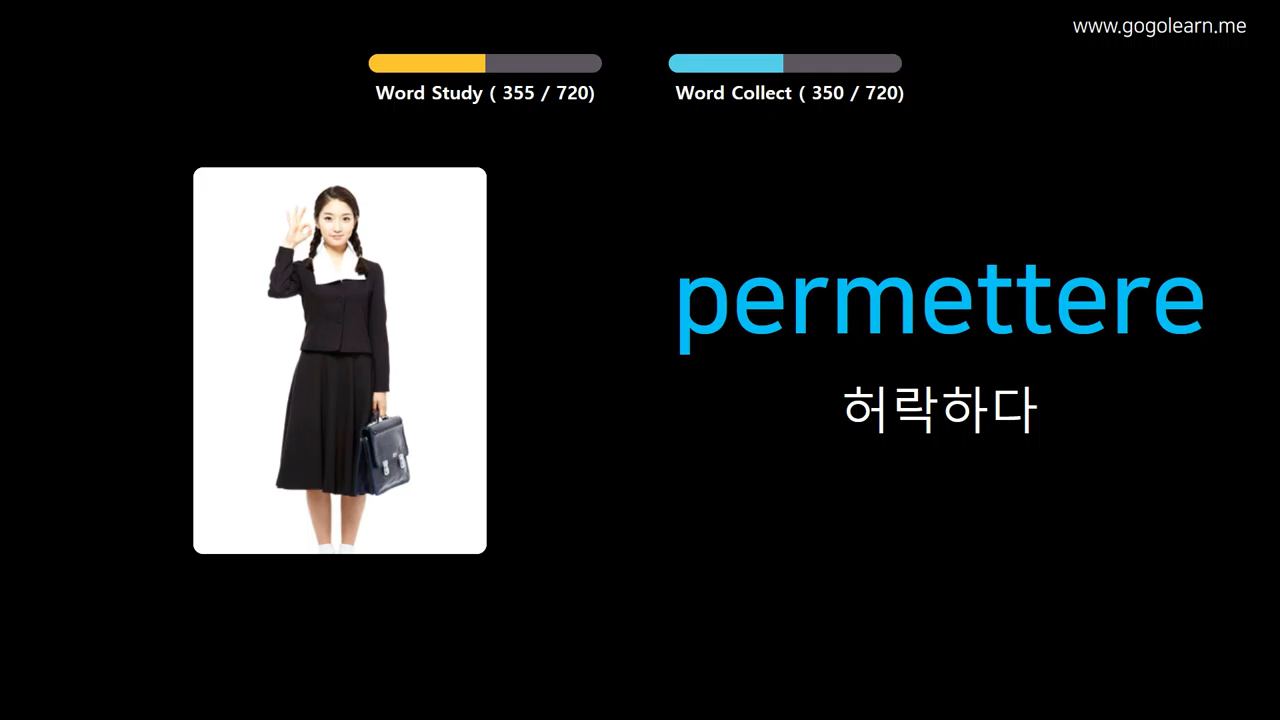 www.gogolearn.me
Word Study ( 355 / 720)
Word Collect ( 350 / 720)
permettere
허락하다